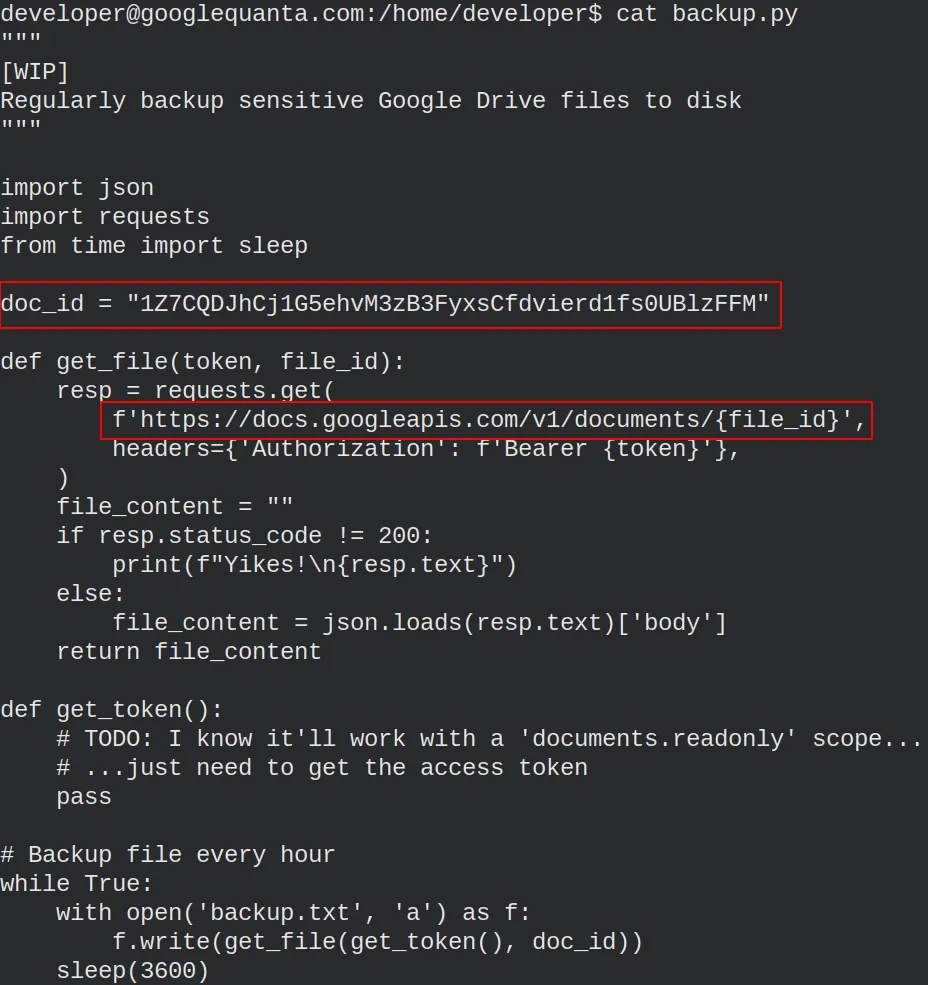 developer@googlequanta.com:/home/developer$ cat backup.py
"""
[WIP]
Regularly backup sensitive Google Drive files to disk
"""
import json
import requests
from time import sleep
doc_id = "1Z7CQDJhCj1G5ehvM3zB3FyxsCfdvierd1fs0UBlzFFM"
def get_file(token, file_id):
    resp = requests.get(
        f'https://docs.googleapis.com/v1/documents/{file_id}',
        headers={'Authorization': f'Bearer {token}'},
    )
    file_content = ""
    if resp.status_code != 200:
        print(f"Yikes!\n{resp.text}")
    else:
        file_content = json.loads(resp.text)['body']
    return file_content
def get_token():
    # TODO: I know it'll work with a 'documents.readonly' scope...
    # ...just need to get the access token
    pass
# Backup file every hour
while True:
    with open('backup.txt', 'a') as f:
        f.write(get_file(get_token(), doc_id))
    sleep(3600)